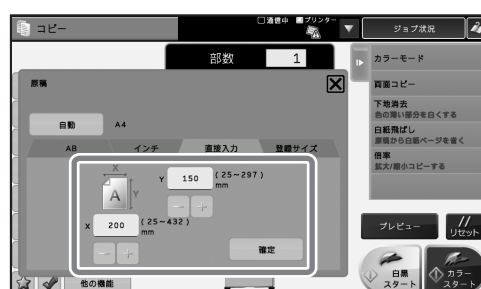 コピー
通信中
プリンター
ジョブ状況
部数
1
カラーモード
原稿
両面コピー
下地消去
色の薄い部分を白くする
自動
A4
白紙飛ばし
原稿から白紙ページを省く
AB
インチ
直接入力
登録サイズ
倍率
拡大/縮小コピーする
X
Y
150
(25~297)
mm
A
Y
X
200
(25~432)
mm
プレビュー
リセット
確定
白黒
スタート
カラー
スタート
他の機能